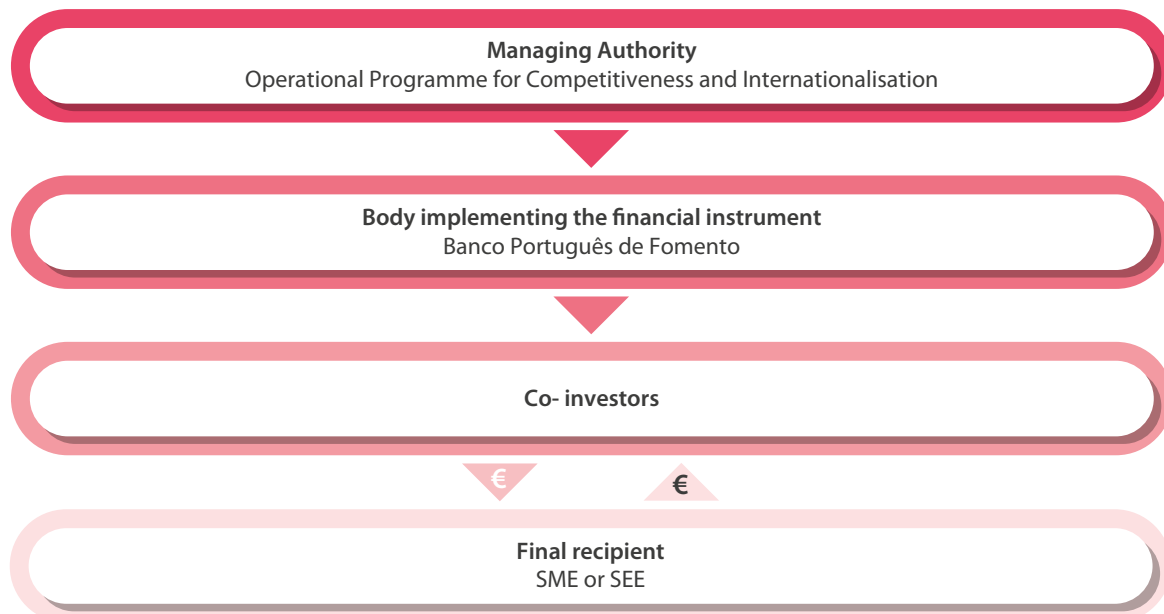 Managing Authority
Operational Programme for Competitiveness and Internationalisation
Body implementing the financial instrument
Banco Português de Fomento
Co- investors
€ €
Final recipient
SME or SEE